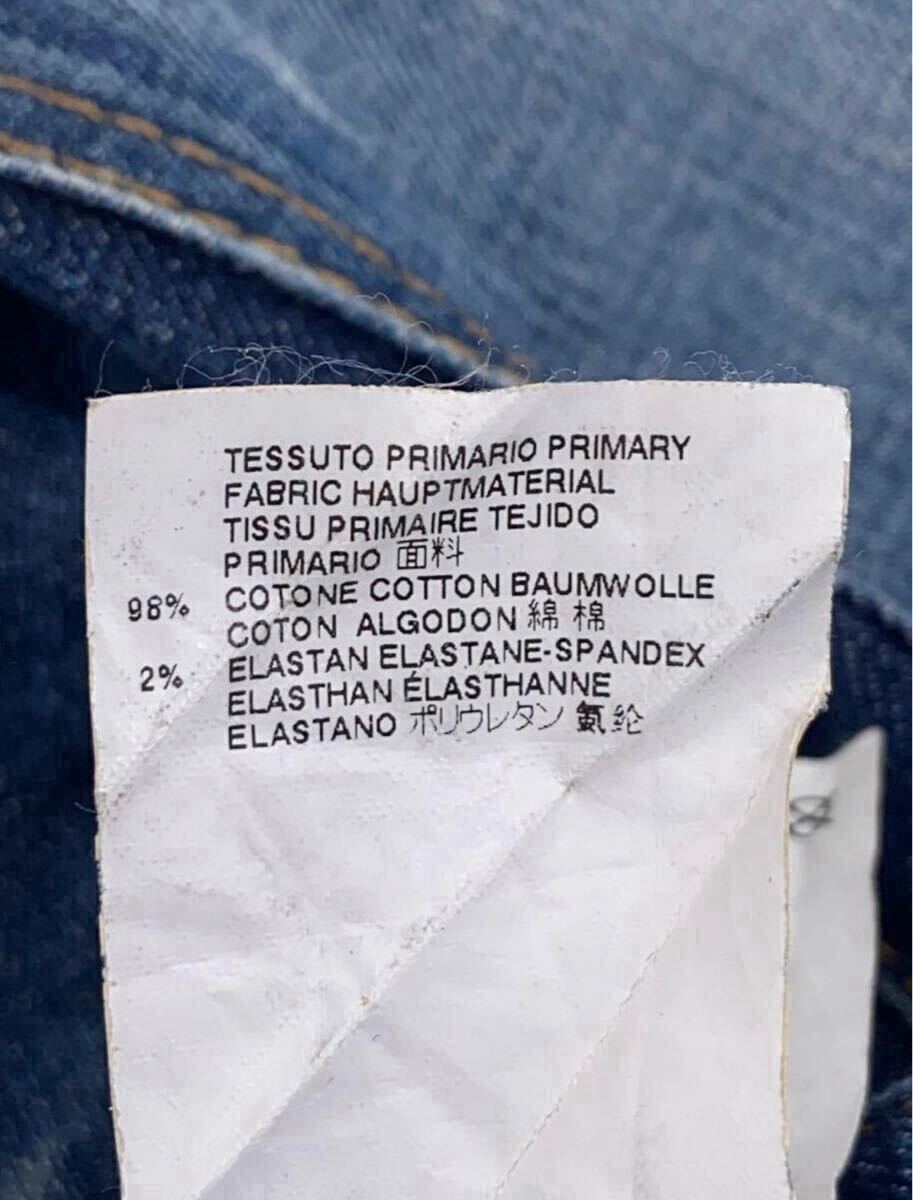 TESSUTO PRIMARIO PRIMARY
FABRIC HAUPTMATERIAL
TISSU PRIMAIRE TEJIDO
PRIMARIO 面料
98% COTONE COTTON BAUMWOLLE
COTON ALGODON 綿 棉
2% ELASTAN ELASTANE-SPANDEX
ELASTHAN ÉLASTHANNE
ELASTANO ポリウレタン 氨纶